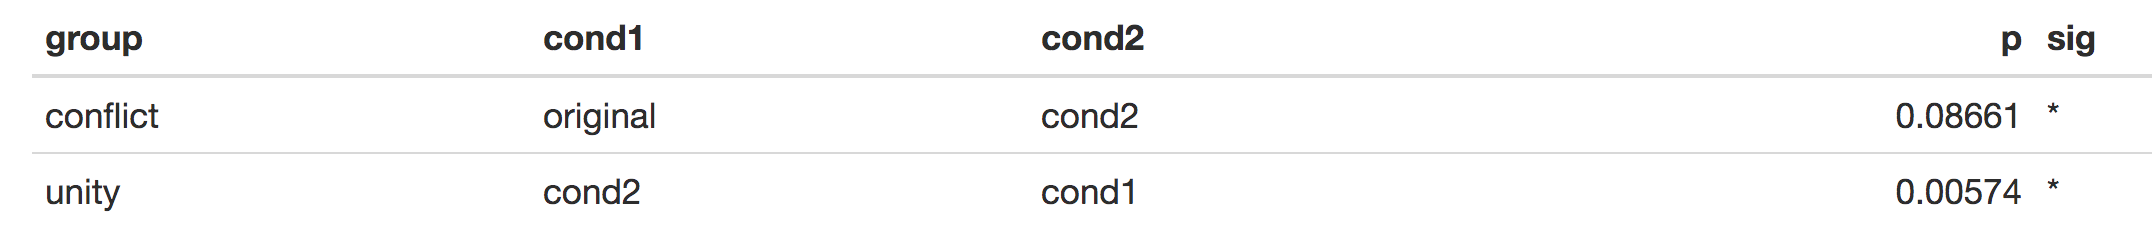 group cond1 cond2 p sig
conflict original cond2 0.08661 *
unity cond2 cond1 0.00574 *